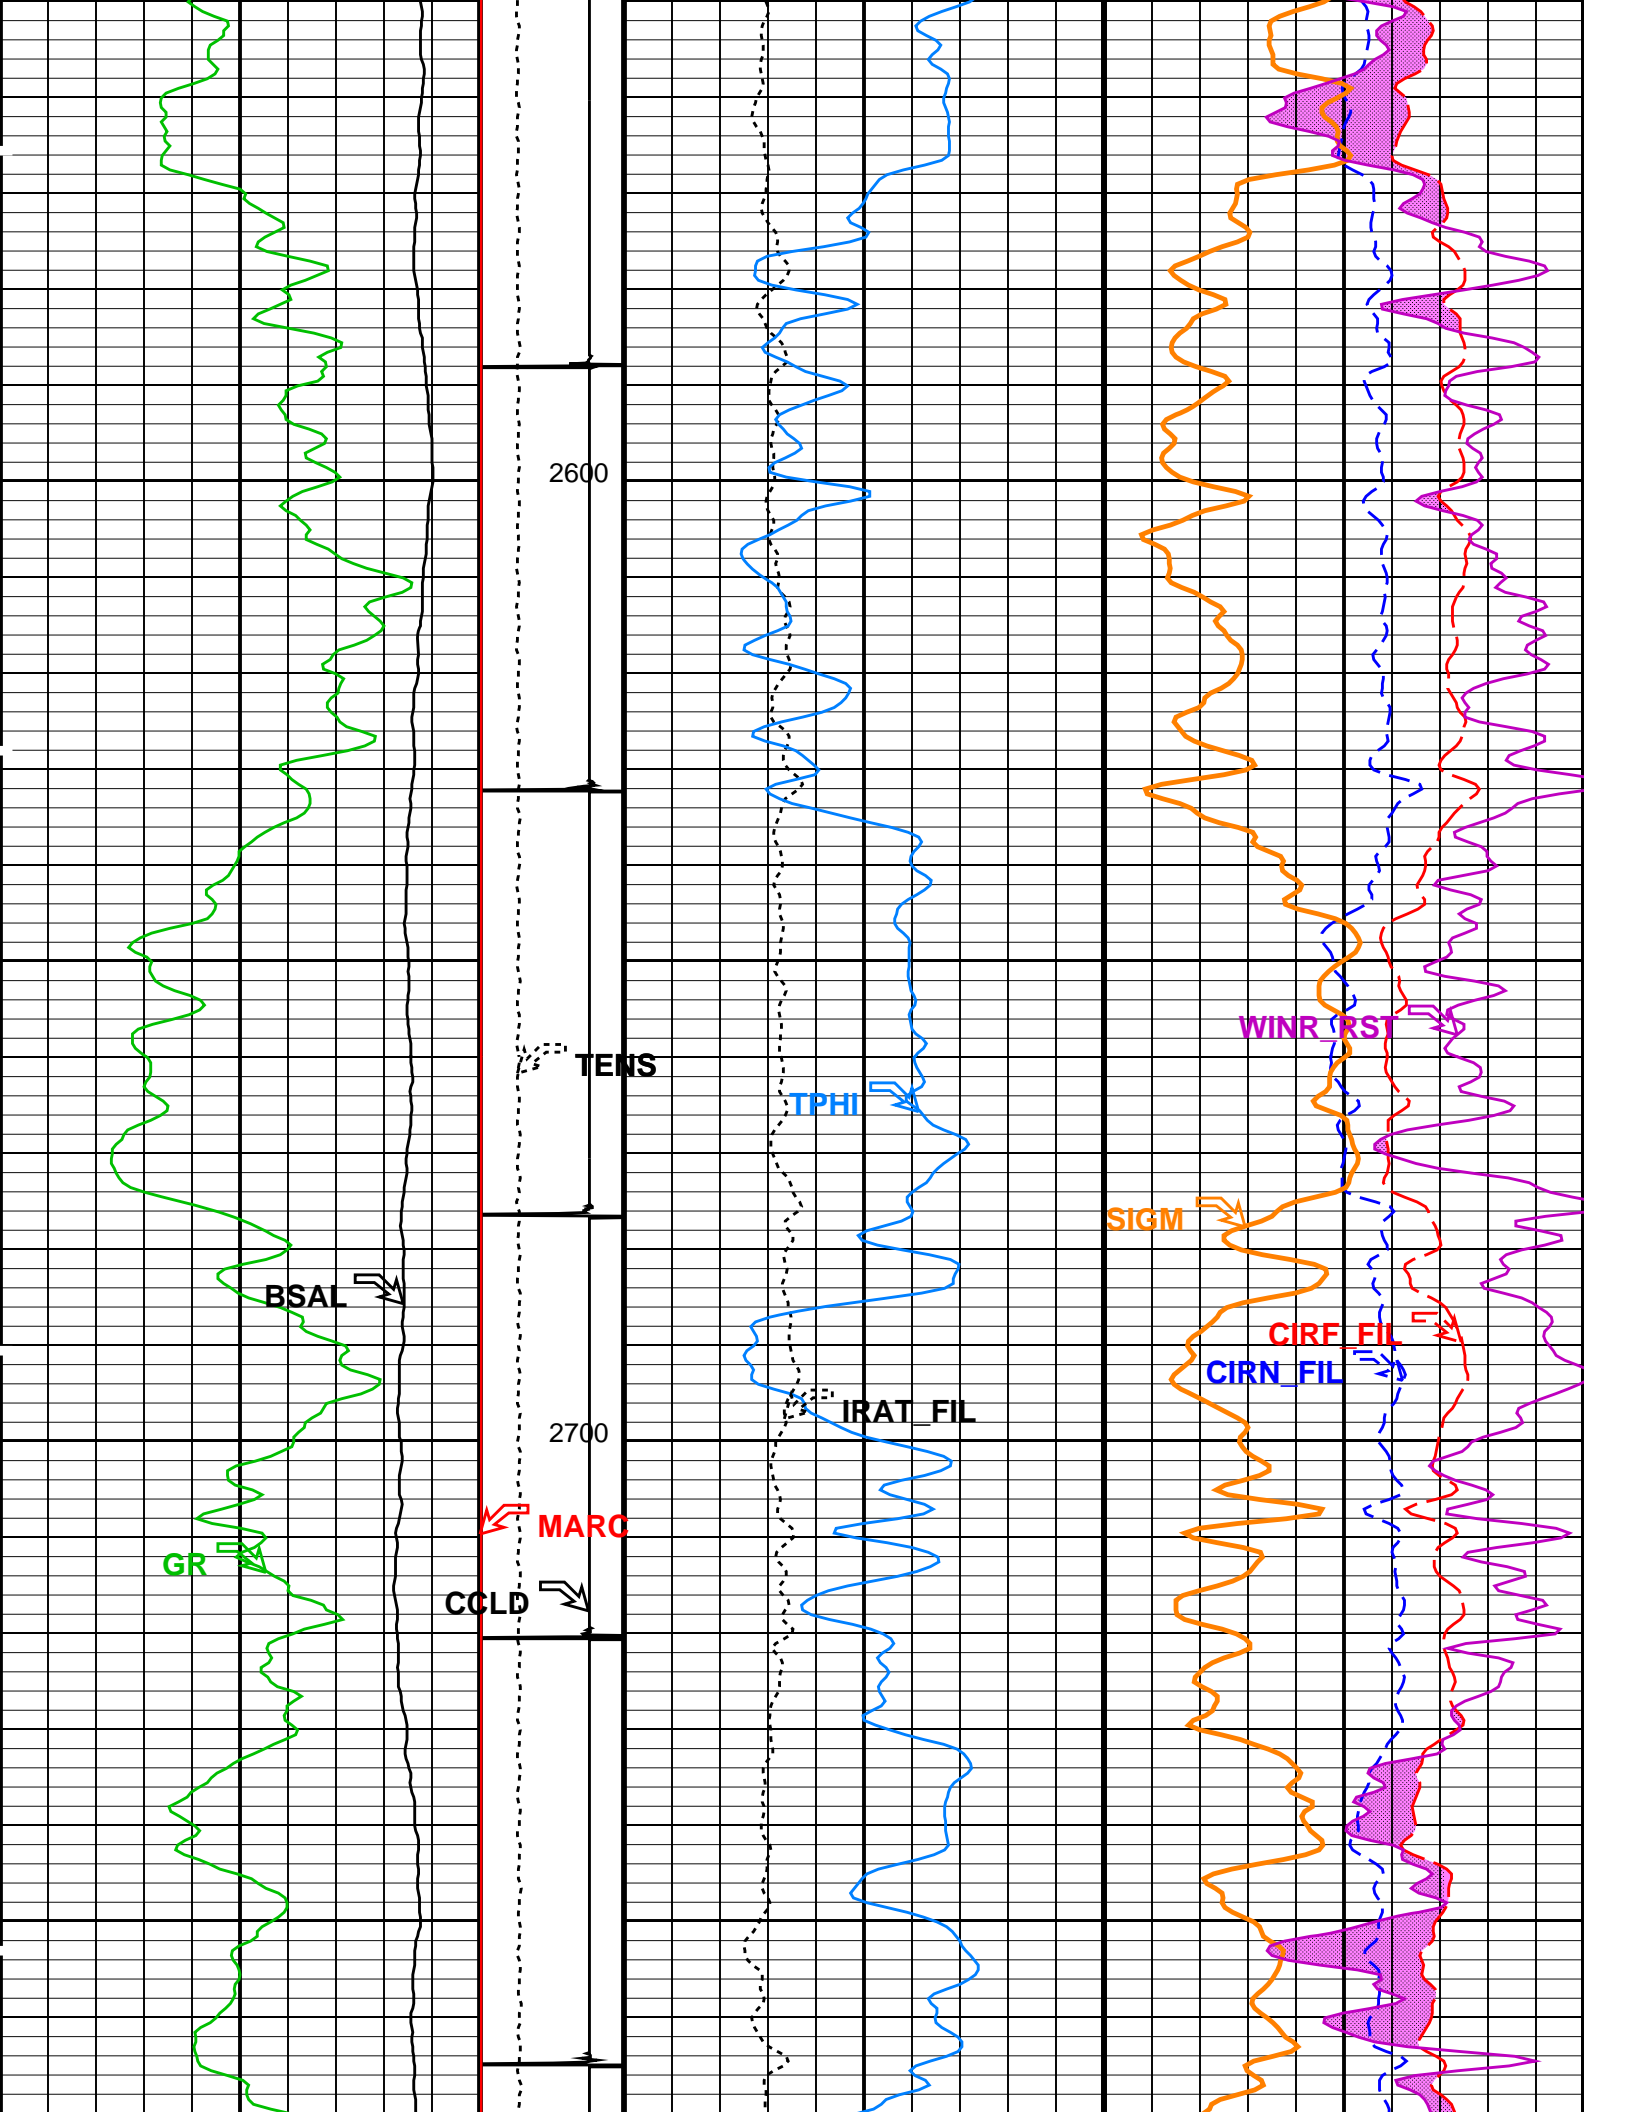 2600
WINR_RST
TENS
TPHI
SIGM
BSAL
CIRF_FIL
CIRN_FIL
IRAT_FIL
2700
MARC
GR
CCLD